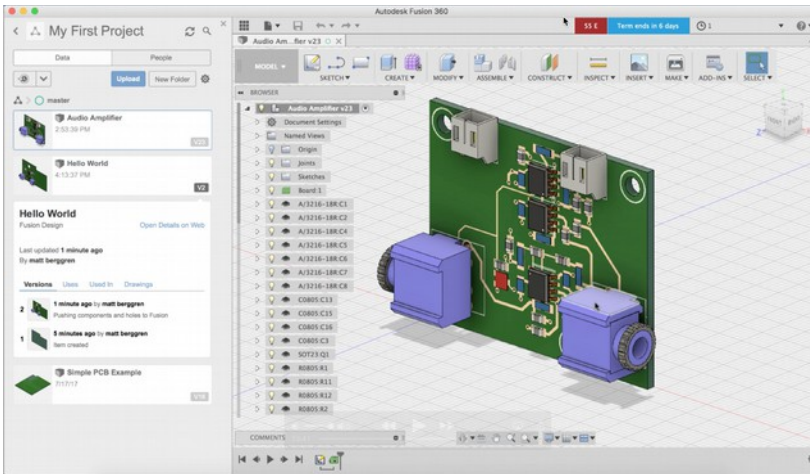 Autodesk Fusion 360
My First Project
Data People
Upload New Folder
master
Audio Amplifier
2:53:39 PM
V23
Hello World
4:13:37 PM
V2
Hello World
Fusion Design
Open Details on Web
Last updated 1 minute ago
By matt berggren
Versions Uses Used In Drawings
2 1 minute ago by matt berggren
Pushing components and holes to Fusion
1 5 minutes ago by matt berggren
Item created
Simple PCB Example
7/17/17
Audio Am...fier v23
SS E
Term ends in 6 days
1
MODEL
SKETCH
CREATE
MODIFY
ASSEMBLE
CONSTRUCT
INSPECT
INSERT
MAKE
ADD-INS
SELECT
BROWSER
Audio Amplifier v23
Document Settings
Named Views
Origin
Joints
Sketches
Board 1
A/3216-18R:C1
A/3216-18R:C2
A/3216-18R:C4
A/3216-18R:C5
A/3216-18R:C6
A/3216-18R:C7
A/3216-18R:C8
C0805:C13
C0805:C15
C0805:C16
C0805:C3
SOT23:Q1
R0805:R1
R0805:R11
R0805:R12
R0805:R2
COMMENTS